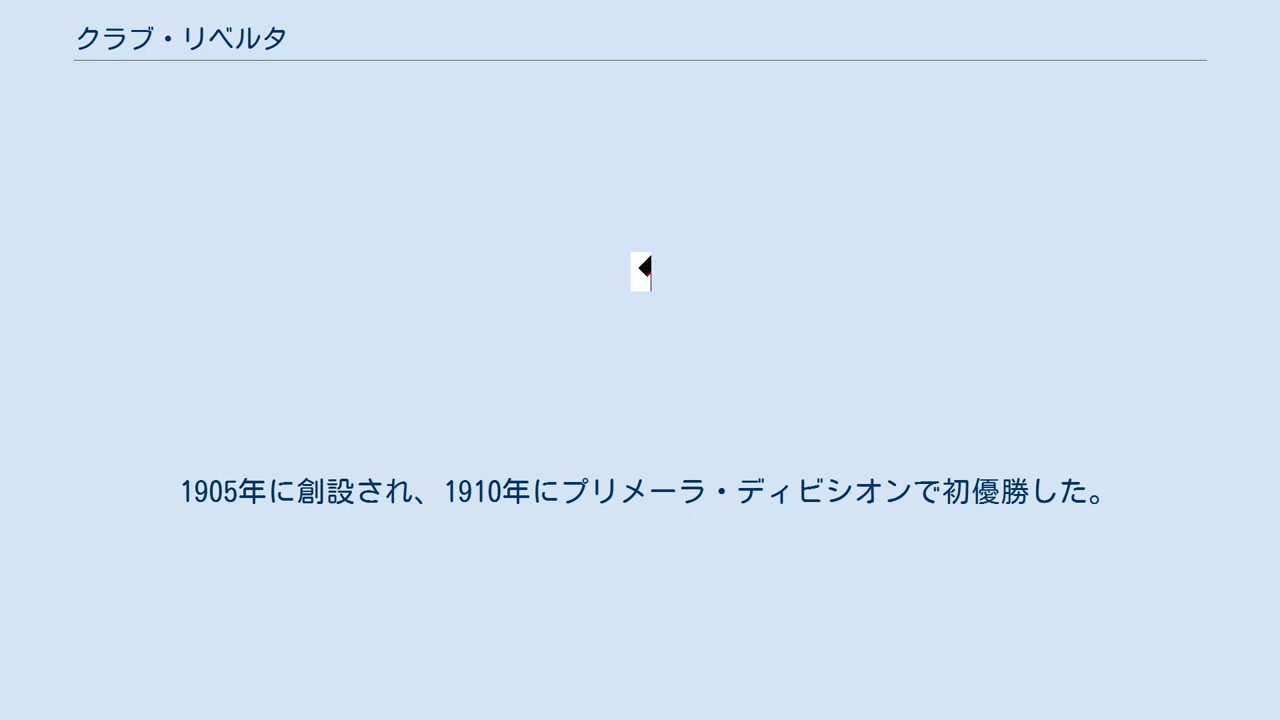 クラブ・リベルタ
1905年に創設され、1910年にプリメーラ・ディビシオンで初優勝した。